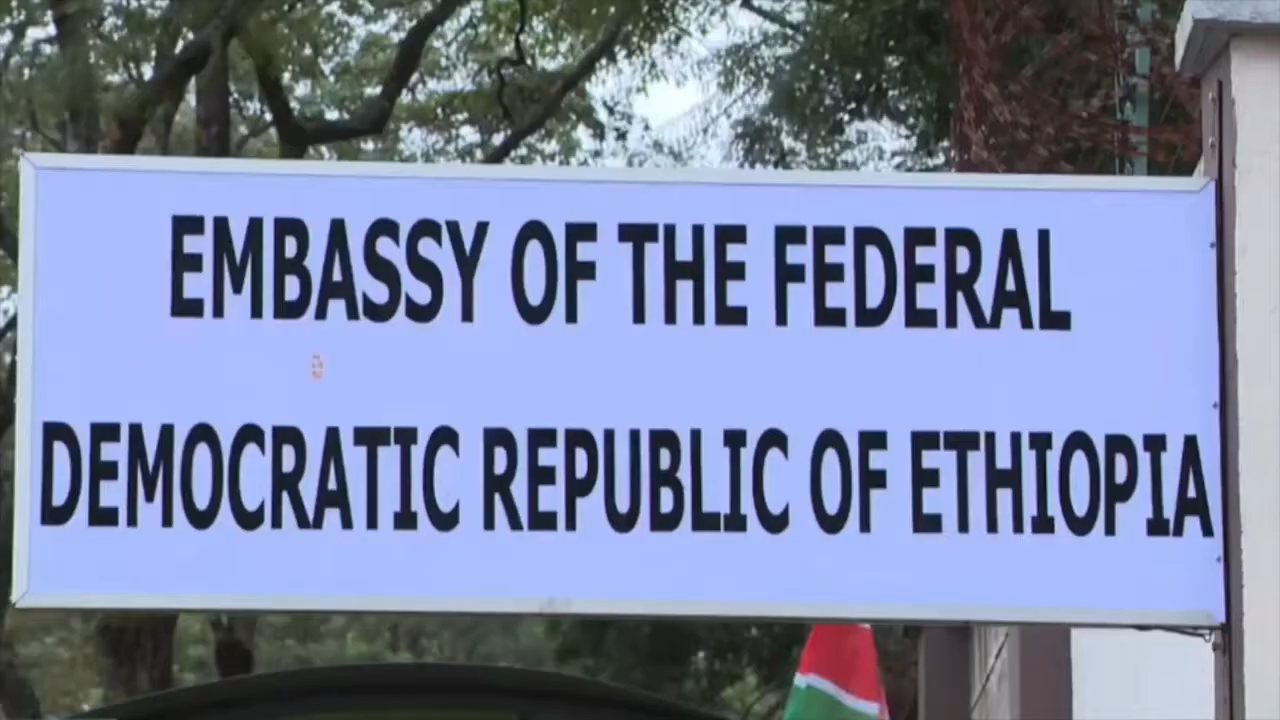 EMBASSY OF THE FEDERAL
DEMOCRATIC REPUBLIC OF ETHIOPIA